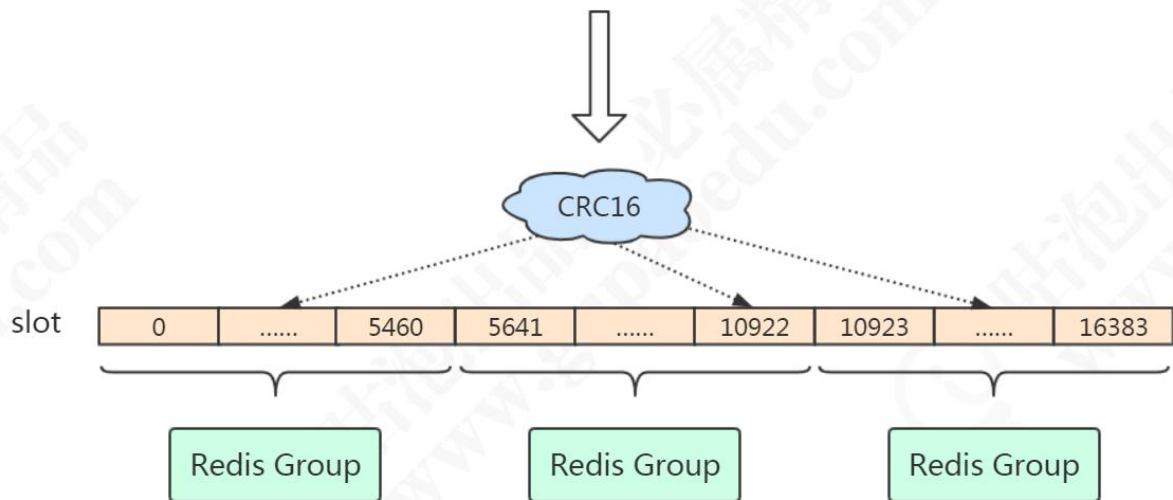 CRC16
slot 0 ...... 5460 5641 ...... 10922 10923 ...... 16383
Redis Group Redis Group Redis Group